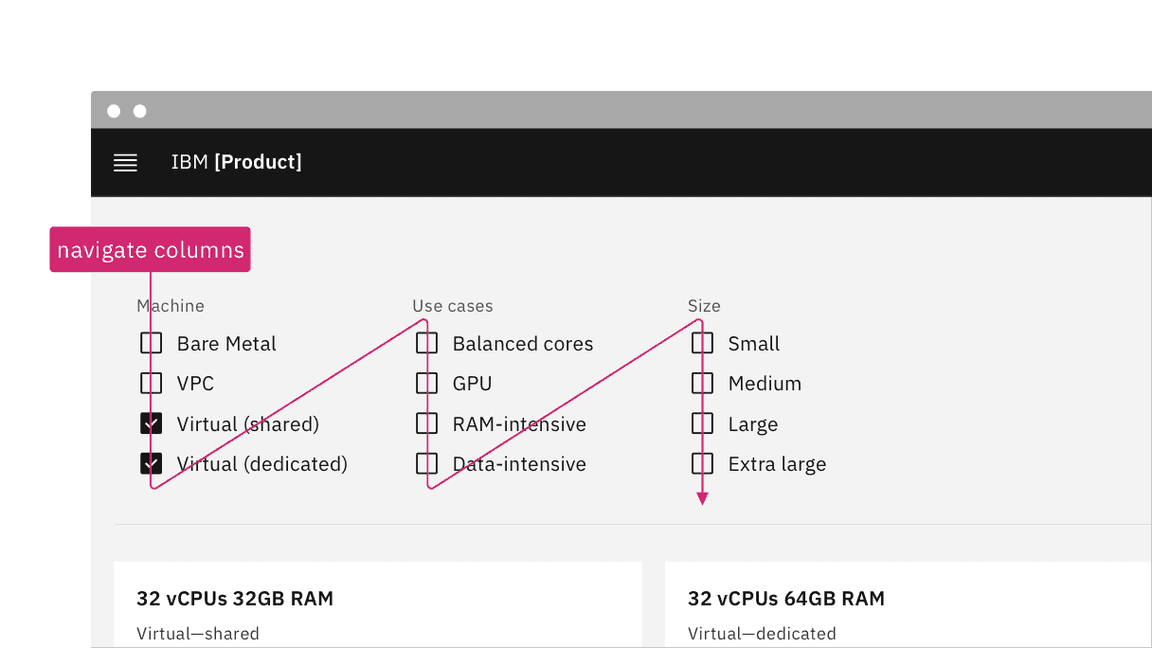 IBM [Product]
navigate columns
Machine
Bare Metal
VPC
Virtual (shared)
Virtual (dedicated)
Use cases
Balanced cores
GPU
RAM-intensive
Data-intensive
Size
Small
Medium
Large
Extra large
32 vCPUs 32GB RAM
Virtual—shared
32 vCPUs 64GB RAM
Virtual—dedicated